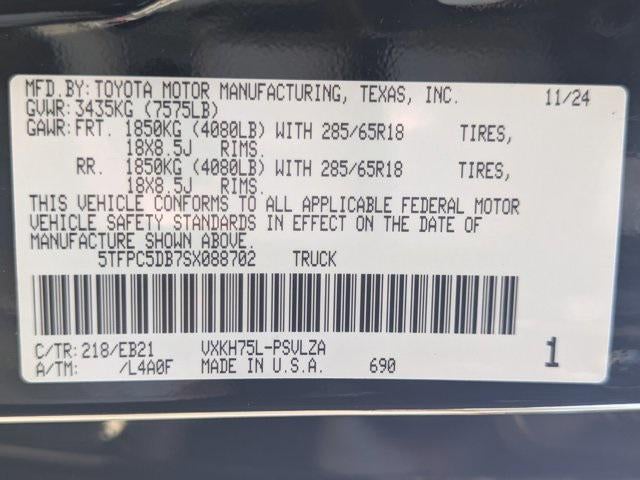 MFD.BY: TOYOTA MOTOR MANUFACTURING, TEXAS, INC. 11/24
GVWR: 3435KG (7575LB)
GAWR: FRT. 1850KG (4080LB) WITH 285/65R18 TIRES,
18X8.5J RIMS.
RR. 1850KG (4080LB) WITH 285/65R18 TIRES,
18X8.5J RIMS.
THIS VEHICLE CONFORMS TO ALL APPLICABLE FEDERAL MOTOR
VEHICLE SAFETY STANDARDS IN EFFECT ON THE DATE OF
MANUFACTURE SHOWN ABOVE.
5TFPC5DB7SX088702 TRUCK
C/TR: 218/EB21 VXKH75L-PSVLZA
A/TM: /L4A0F MADE IN U.S.A. 690 1